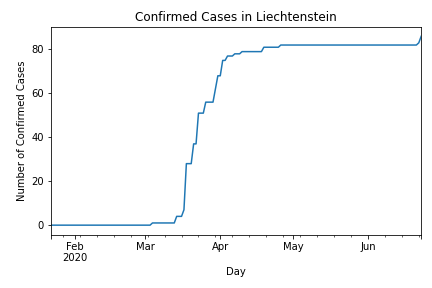 Confirmed Cases in Liechtenstein
Number of Confirmed Cases
80
60
40
20
0
Feb Mar Apr May Jun
2020
Day